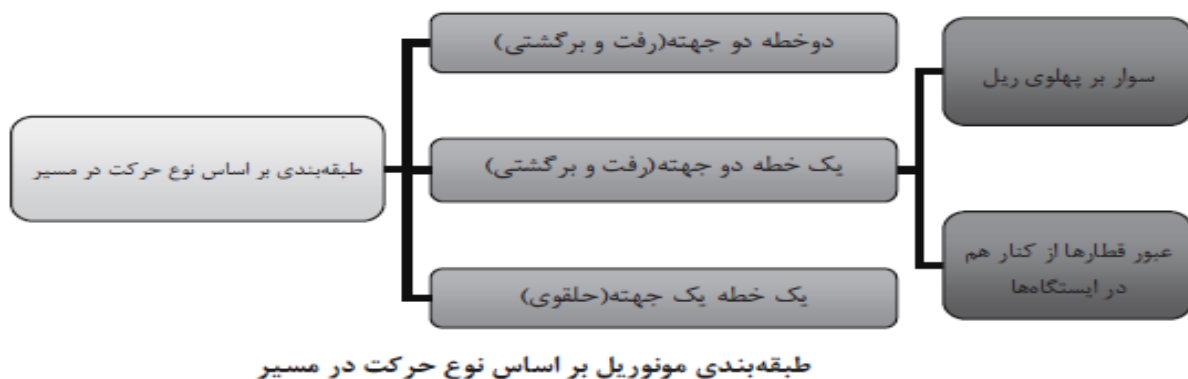 طبقه‌بندی بر اساس نوع حرکت در مسیر
دوخطه دو جهته(رفت و برگشتی)
یک خطه دو جهته(رفت و برگشتی)
یک خطه یک جهته(حلقوی)
سوار بر پهلوی ریل
عبور قطارها از کنار هم
در ایستگاه‌ها
طبقه‌بندی مونوریل بر اساس نوع حرکت در مسیر